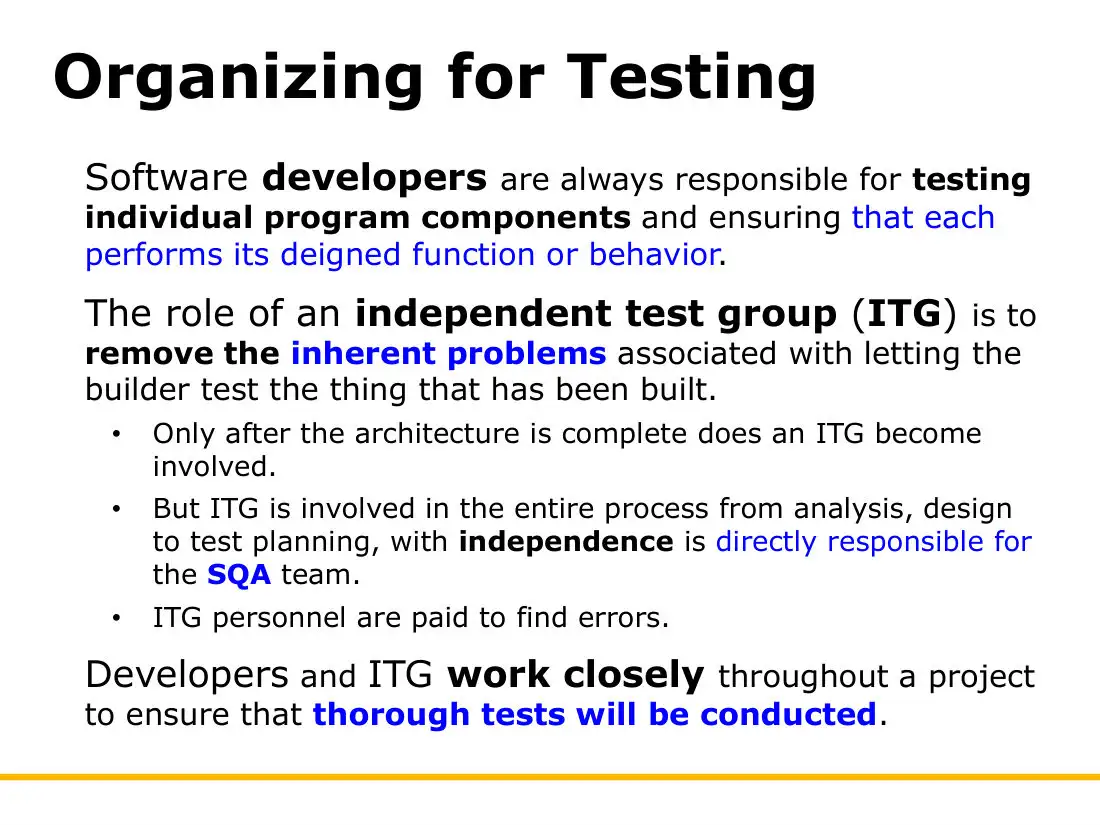 Organizing for Testing
Software developers are always responsible for testing
individual program components and ensuring that each
performs its deigned function or behavior.
The role of an independent test group (ITG) is to
remove the inherent problems associated with letting the
builder test the thing that has been built.
• Only after the architecture is complete does an ITG become
involved.
• But ITG is involved in the entire process from analysis, design
to test planning, with independence is directly responsible for
the SQA team.
• ITG personnel are paid to find errors.
Developers and ITG work closely throughout a project
to ensure that thorough tests will be conducted.